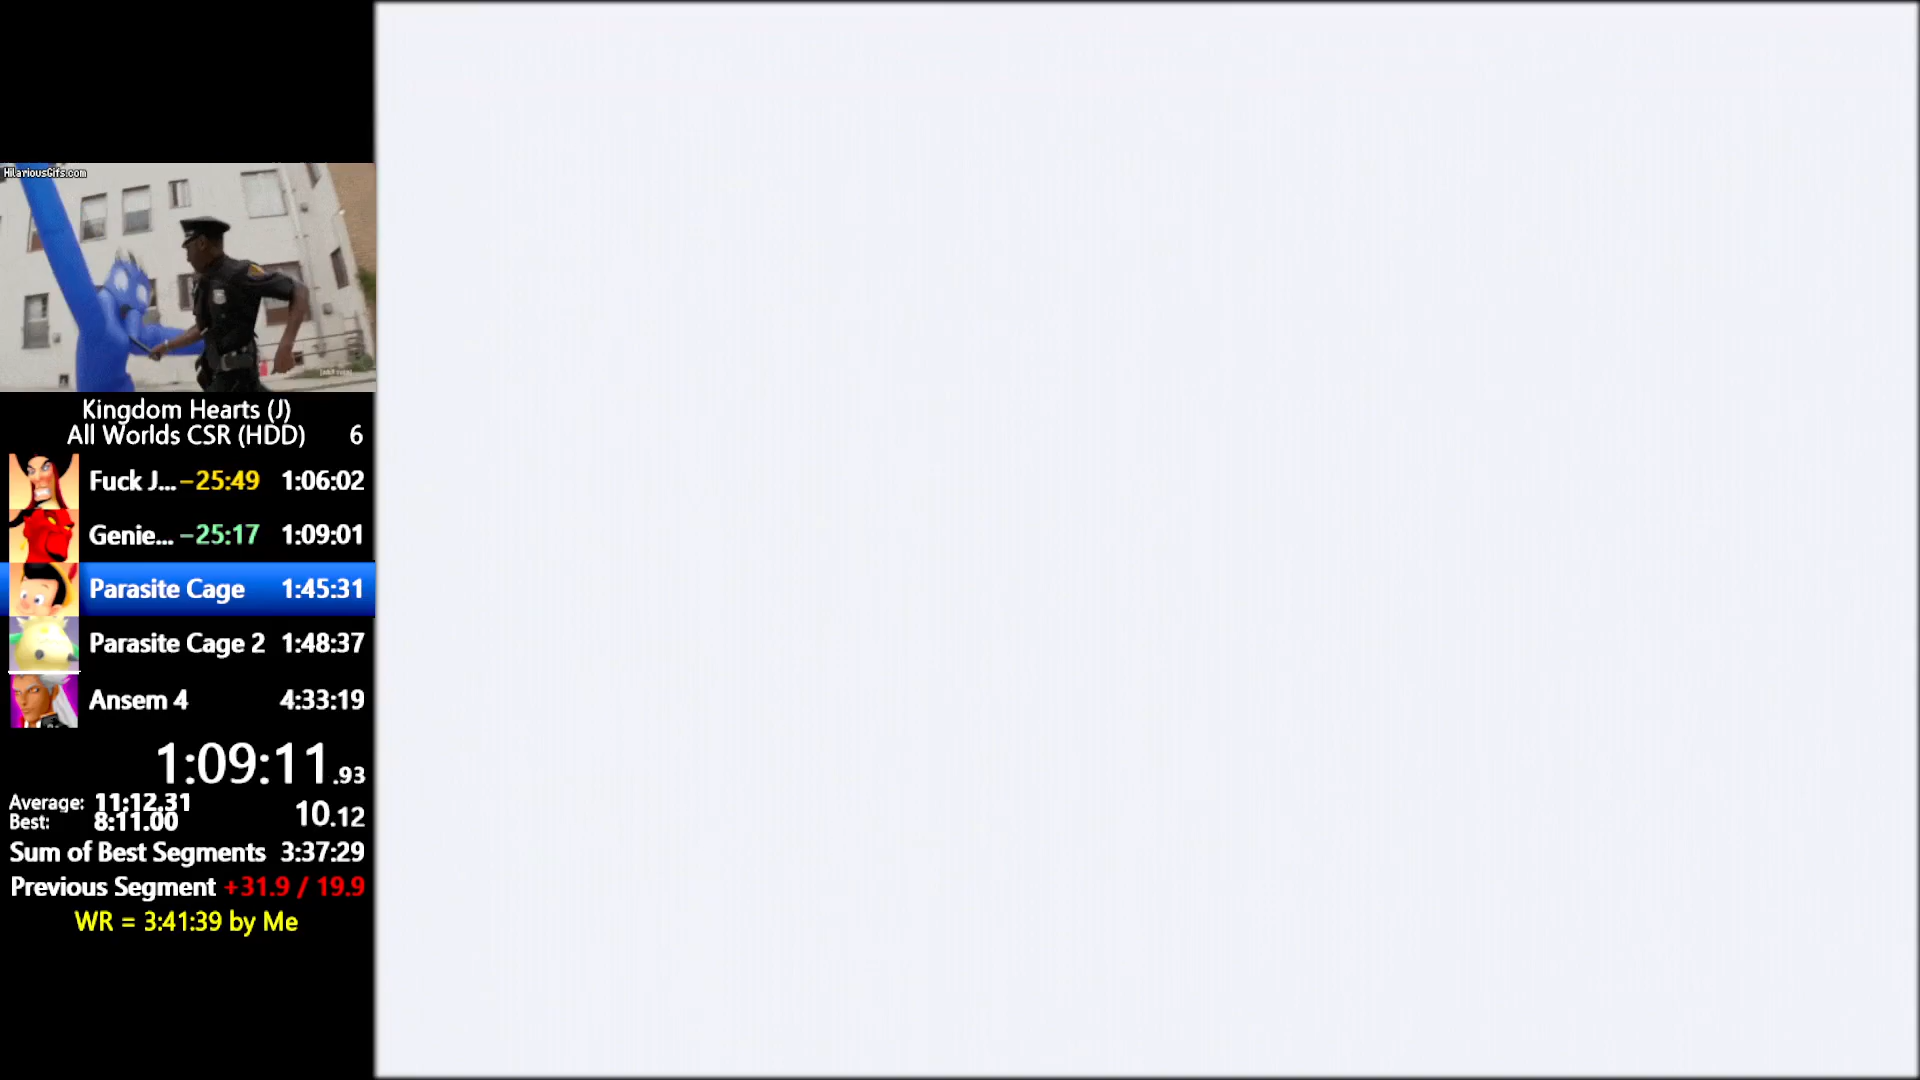 HilariousGifs.com
[adult swim]
Kingdom Hearts (J)
All Worlds CSR (HDD) 6
Fuck J... −25:49 1:06:02
Genie... −25:17 1:09:01
Parasite Cage 1:45:31
Parasite Cage 2 1:48:37
Ansem 4 4:33:19
1:09:11.93
Average: 11:12.31
Best: 8:11.00 10.12
Sum of Best Segments 3:37:29
Previous Segment +31.9 / 19.9
WR = 3:41:39 by Me